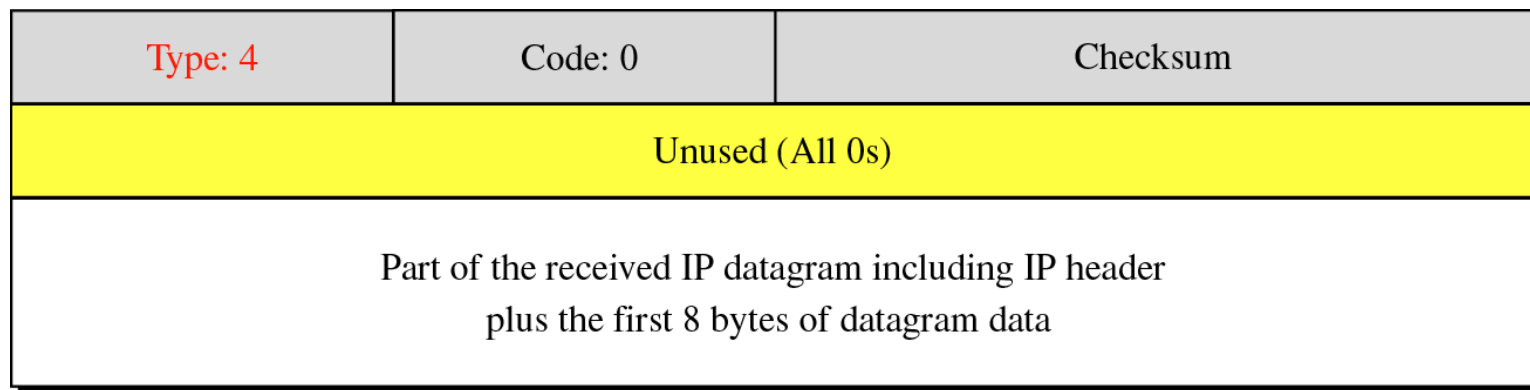 Type: 4
Code: 0
Checksum
Unused (All 0s)
Part of the received IP datagram including IP header
plus the first 8 bytes of datagram data